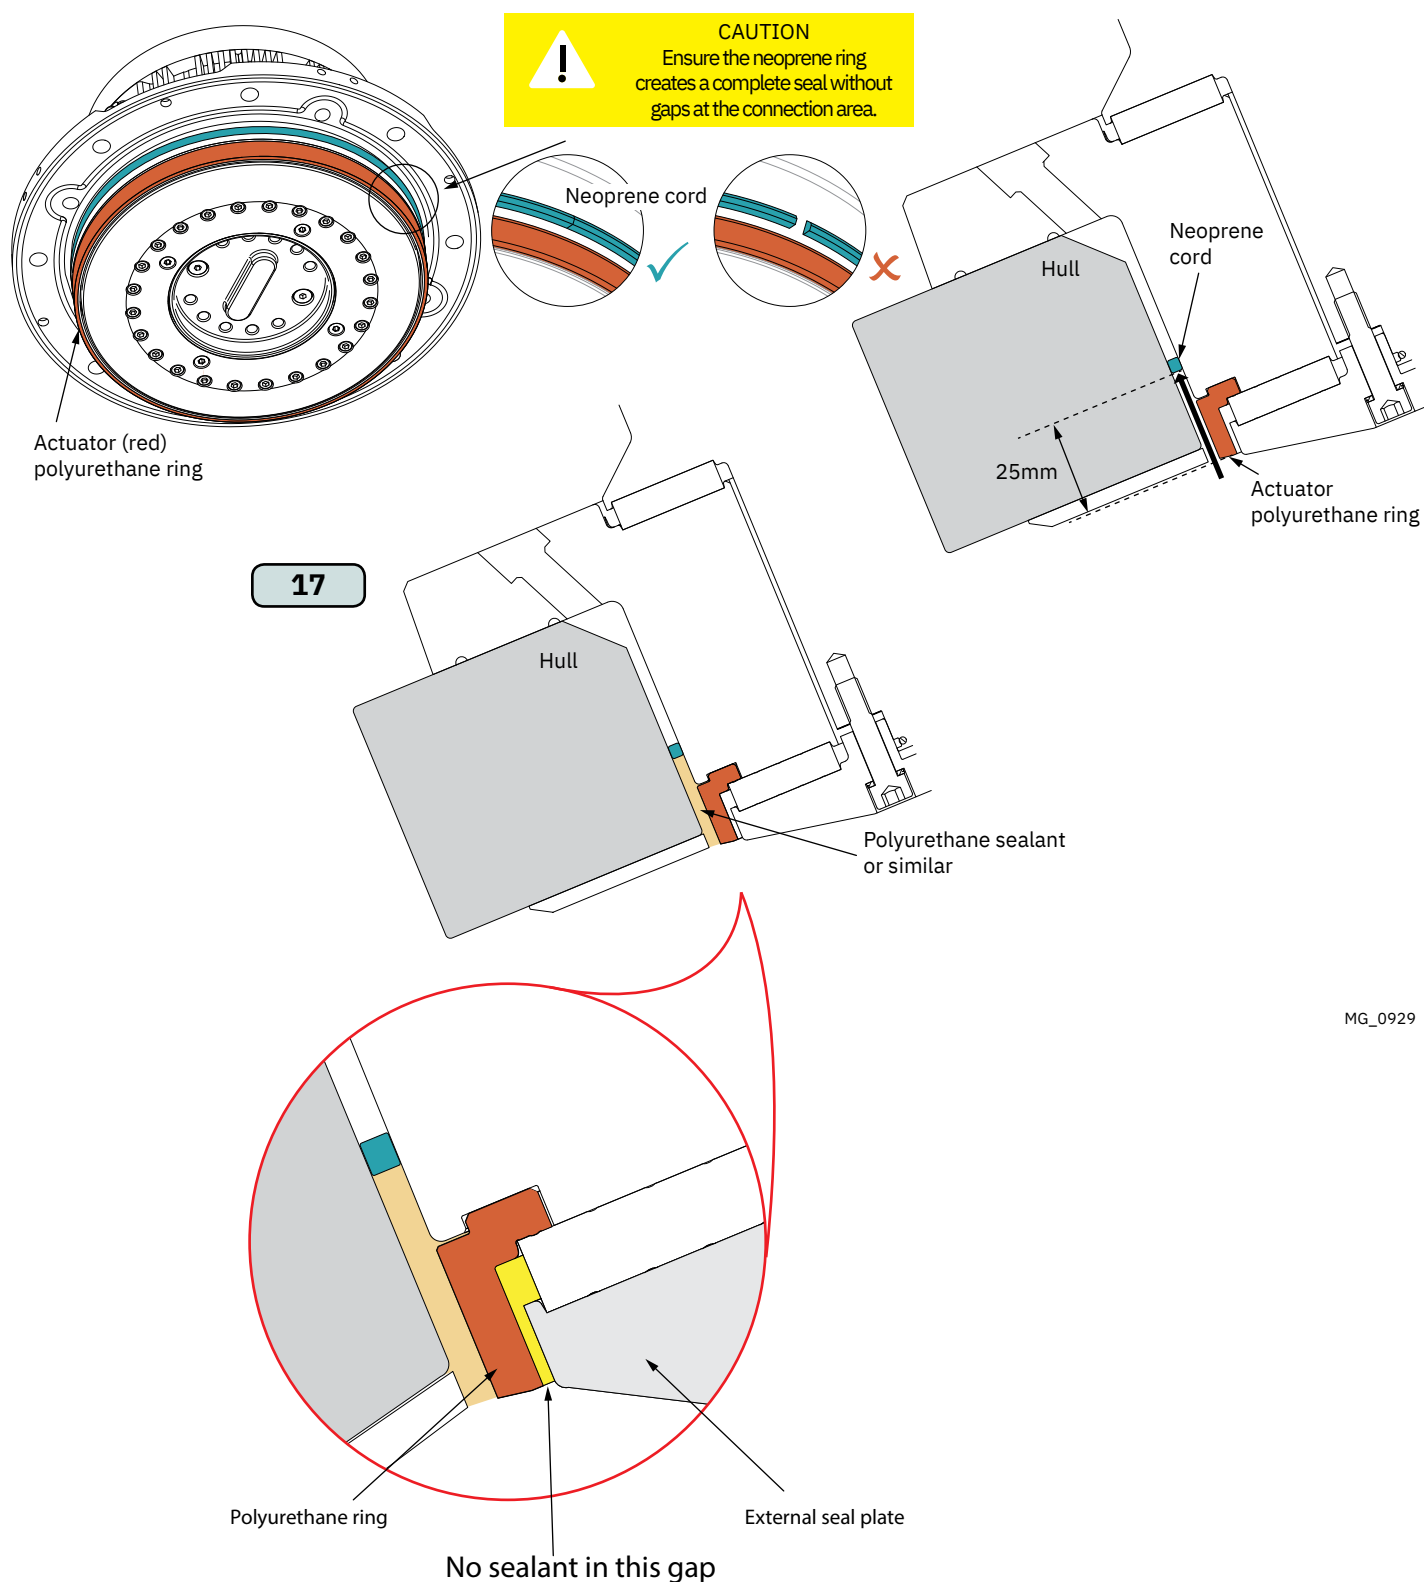 CAUTION
Ensure the neoprene ring
creates a complete seal without
gaps at the connection area.
Neoprene cord
Neoprene
cord
Hull
25mm
Actuator (red)
polyurethane ring
Actuator
polyurethane ring
17
Hull
Polyurethane sealant
or similar
MG_0929
Polyurethane ring
External seal plate
No sealant in this gap